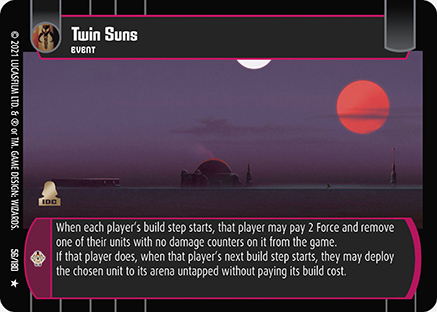 Twin Suns
EVENT
© 2021 LUCASFILM LTD. & ® OR TM. GAME DESIGN: WIZARDS.
56/180
IDC
When each player's build step starts, that player may pay 2 Force and remove
one of their units with no damage counters on it from the game.
If that player does, when that player's next build step starts, they may deploy
the chosen unit to its arena untapped without paying its build cost.